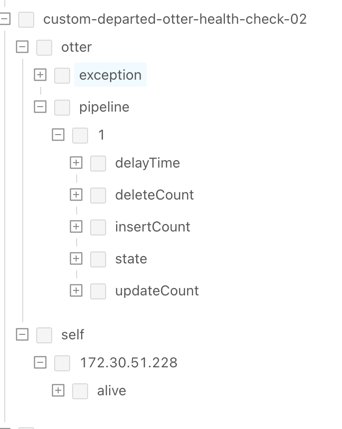 custom-departed-otter-health-check-02
otter
exception
pipeline
1
delayTime
deleteCount
insertCount
state
updateCount
self
172.30.51.228
alive